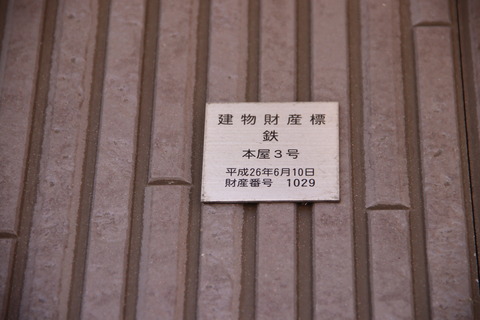 建物財産標
鉄
本屋3号
平成26年6月10日
財産番号 1029